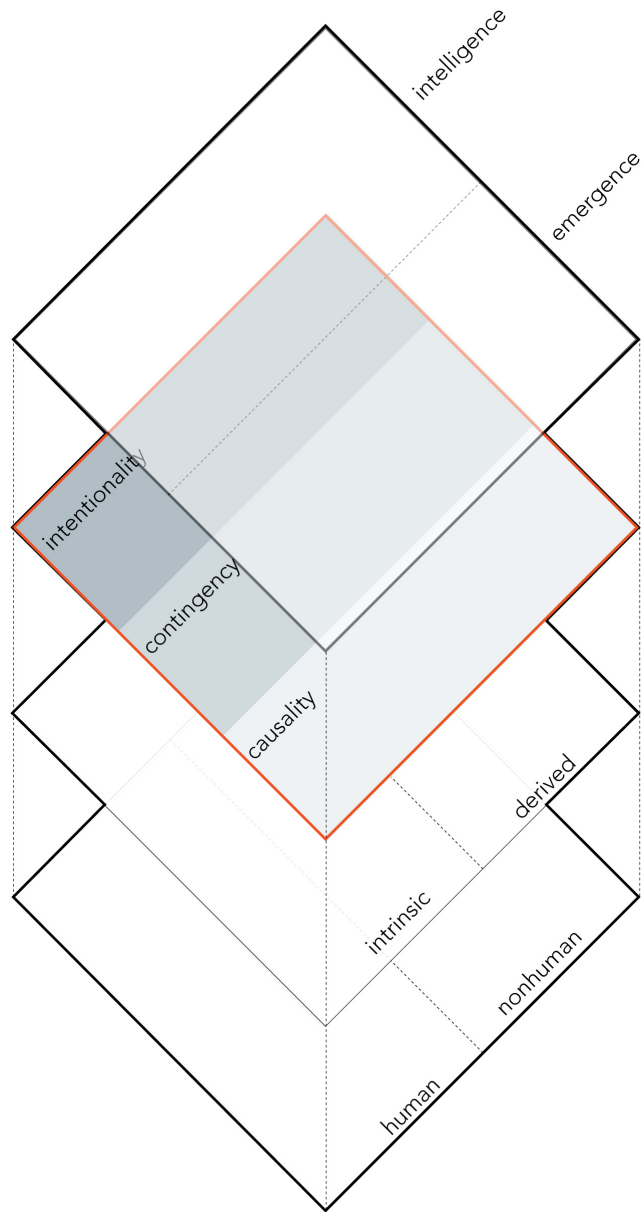 intelligence
emergence
intentionality
contingency
causality
derived
intrinsic
nonhuman
human